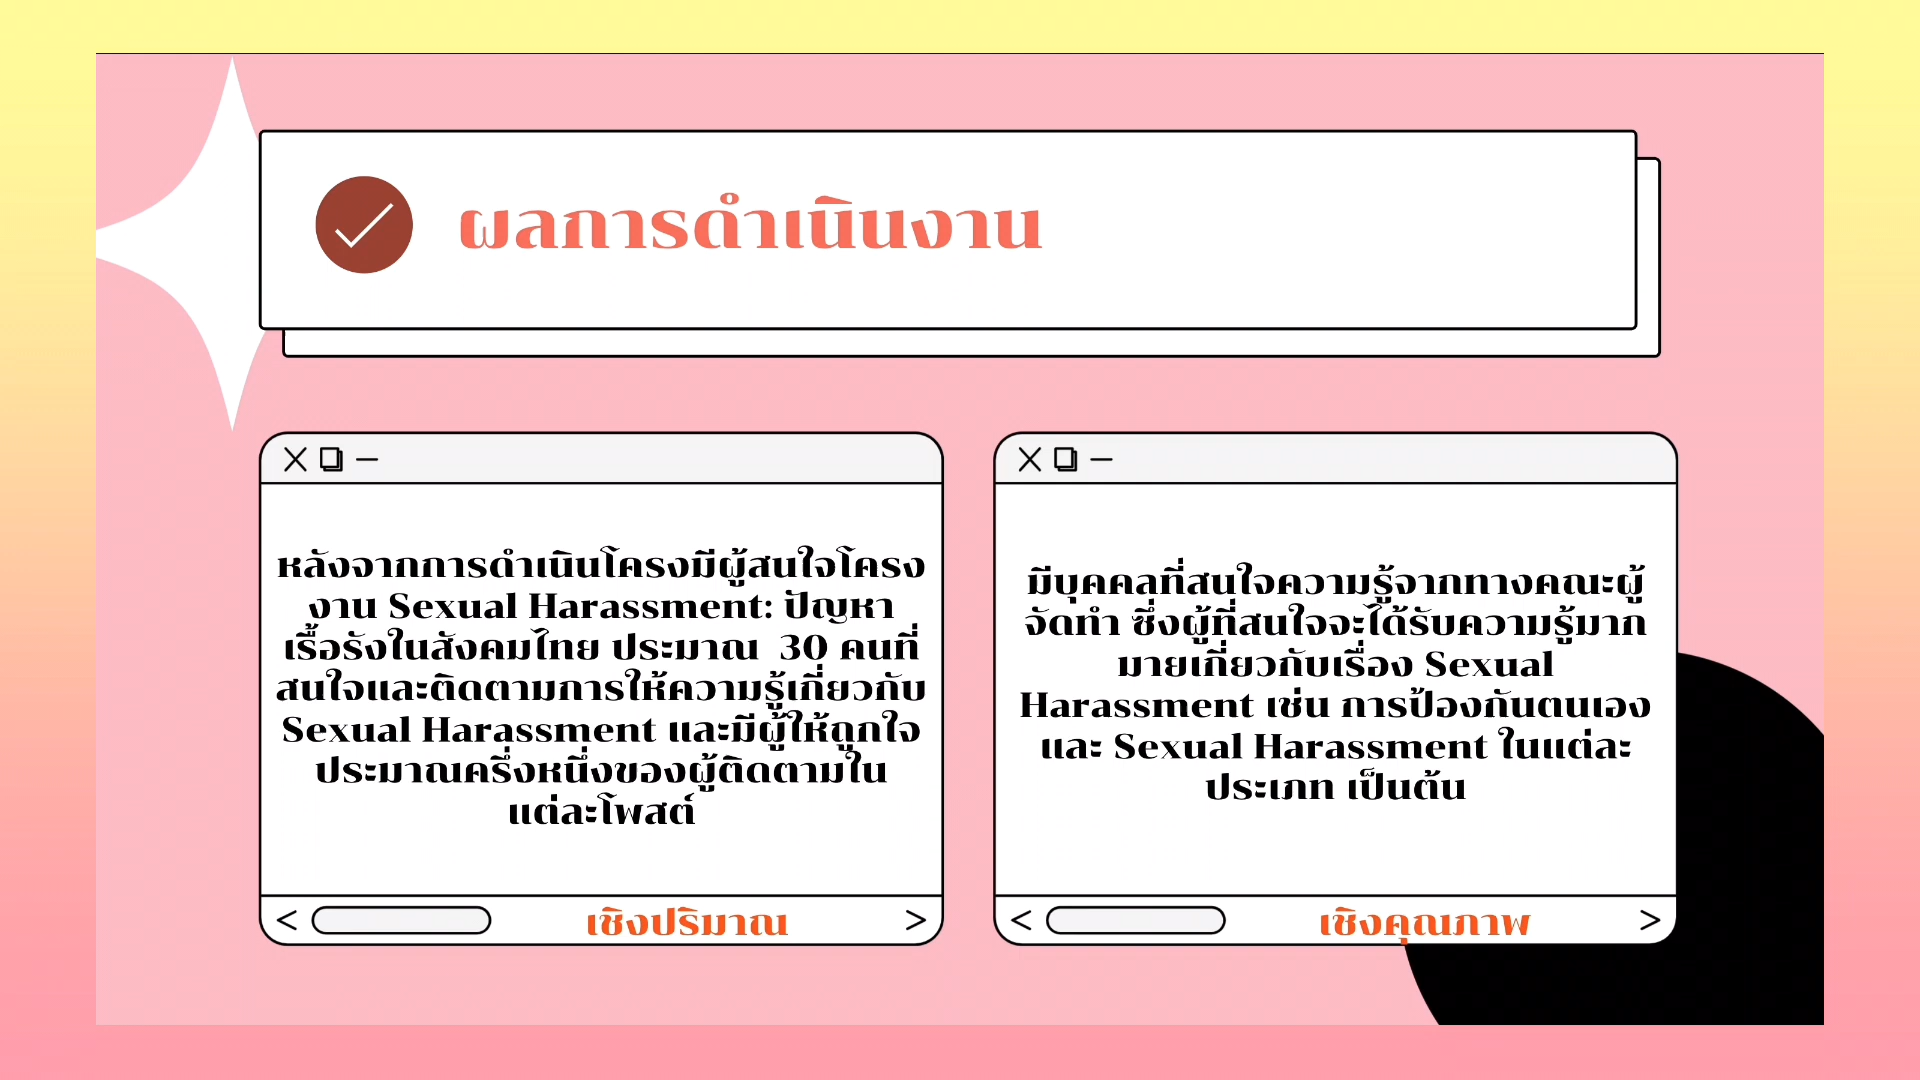 ผลการดำเนินงาน
หลังจากการดำเนินโครงมีผู้สนใจโครง
งาน Sexual Harassment: ปัญหา
เรื้อรังในสังคมไทย ประมาณ 30 คนที่
สนใจและติดตามการให้ความรู้เกี่ยวกับ
Sexual Harassment และมีผู้ให้ถูกใจ
ประมาณครึ่งหนึ่งของผู้ติดตามใน
แต่ละโพสต์
เชิงปริมาณ
มีบุคคลที่สนใจความรู้จากทางคณะผู้
จัดทำ ซึ่งผู้ที่สนใจจะได้รับความรู้มาก
มายเกี่ยวกับเรื่อง Sexual
Harassment เช่น การป้องกันตนเอง
และ Sexual Harassment ในแต่ละ
ประเภท เป็นต้น
เชิงคุณภาพ